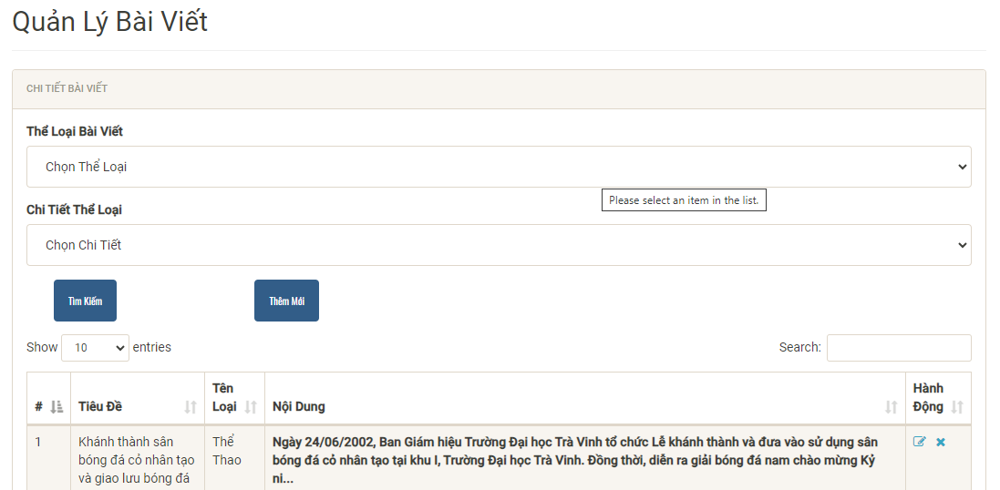 Quản Lý Bài Viết
CHI TIẾT BÀI VIẾT
Thể Loại Bài Viết
Chọn Thể Loại
Please select an item in the list.
Chi Tiết Thể Loại
Chọn Chi Tiết
Tìm Kiếm Thêm Mới
Show 10 entries Search:
# Tiêu Đề Tên Loại Nội Dung Hành Động
1
Khánh thành sân
bóng đá cỏ nhân tạo
và giao lưu bóng đá
Thể
Thao
Ngày 24/06/2002, Ban Giám hiệu Trường Đại học Trà Vinh tổ chức Lễ khánh thành và đưa vào sử dụng sân
bóng đá cỏ nhân tạo tại khu I, Trường Đại học Trà Vinh. Đồng thời, diễn ra giải bóng đá nam chào mừng Kỷ
ni...